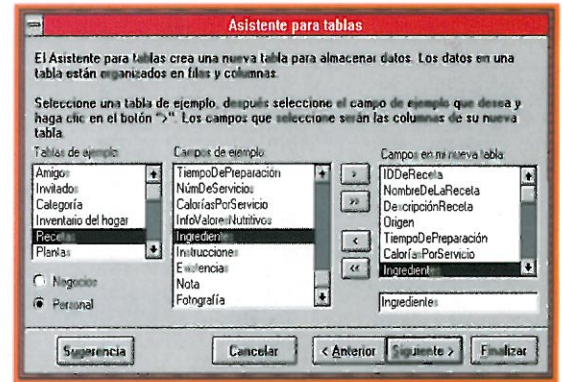 Asistente para tablas
El Asistente para tablas crea una nueva tabla para almacenar datos. Los datos en una
tabla están organizados en filas y columnas.
Seleccione una tabla de ejemplo, después seleccione el campo de ejemplo que desea y
haga clic en el botón ">". Los campos que seleccione serán las columnas de su nueva
tabla.
Tablas de ejemplo:
Amigos
Invitados
Categoría
Inventario del hogar
Recetas
Plantas
Negocios
Personal
Campos de ejemplo:
TiempoDePreparación
NúmDeServicios
CaloríasPorServicio
InfoValoresNutritivos
Ingredientes
Instrucciones
Existencias
Nota
Fotografía
>
>>
<
<<
Campos en mi nueva tabla:
IDDeReceta
NombreDeLaReceta
DescripciónReceta
Origen
TiempoDePreparación
CaloríasPorServicio
Ingredientes
Ingredientes
Sugerencia
Cancelar
< Anterior
Siguiente >
Finalizar